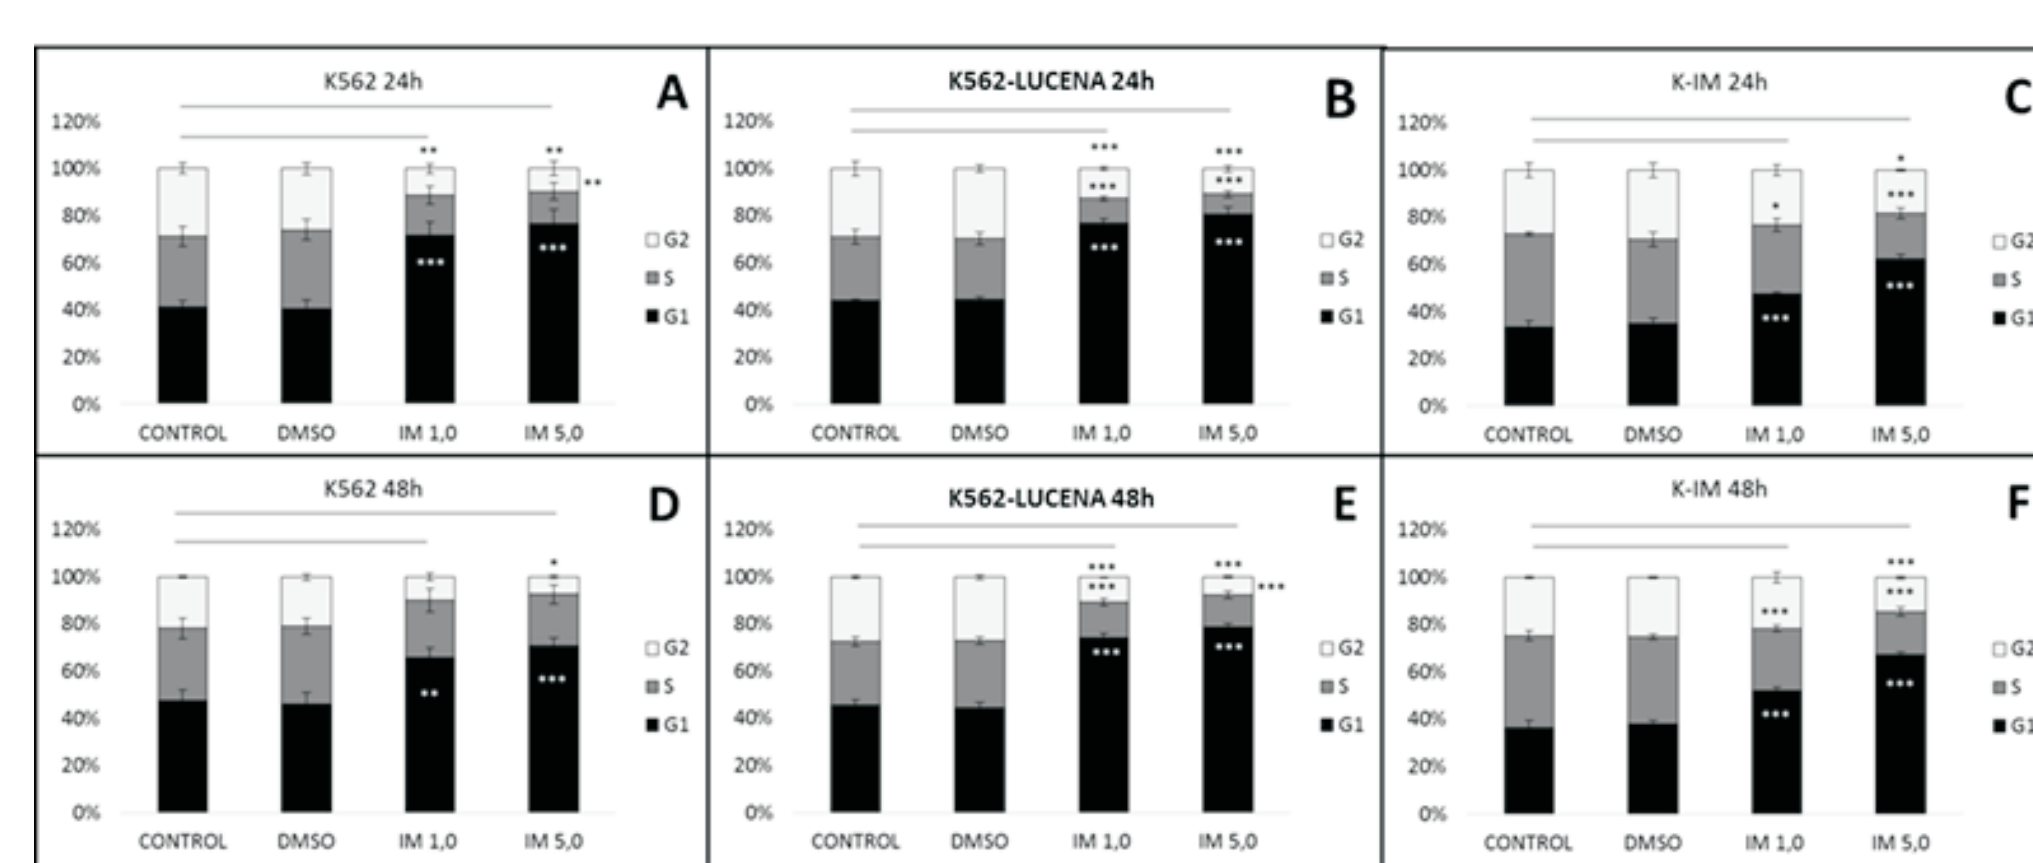 K562 24h
A
120%
** **
100%
**
80%
***
***
60%
40%
20%
0%
G2
S
G1
CONTROL DMSO IM 1,0 IM 5,0
K562-LUCENA 24h
B
120%
*** ***
100%
*** ***
80%
*** ***
60%
40%
20%
0%
G2
S
G1
CONTROL DMSO IM 1,0 IM 5,0
K-IM 24h
C
120%
*
100%
***
*
80%
60%
***
***
40%
20%
0%
G2
S
G1
CONTROL DMSO IM 1,0 IM 5,0
K562 48h
D
120%
*
100%
80%
60%
***
**
40%
20%
0%
G2
S
G1
CONTROL DMSO IM 1,0 IM 5,0
K562-LUCENA 48h
E
120%
*** ***
100%
*** ***
80%
*** ***
60%
40%
20%
0%
G2
S
G1
CONTROL DMSO IM 1,0 IM 5,0
K-IM 48h
F
120%
***
100%
***
***
80%
60%
***
***
40%
20%
0%
G2
S
G1
CONTROL DMSO IM 1,0 IM 5,0